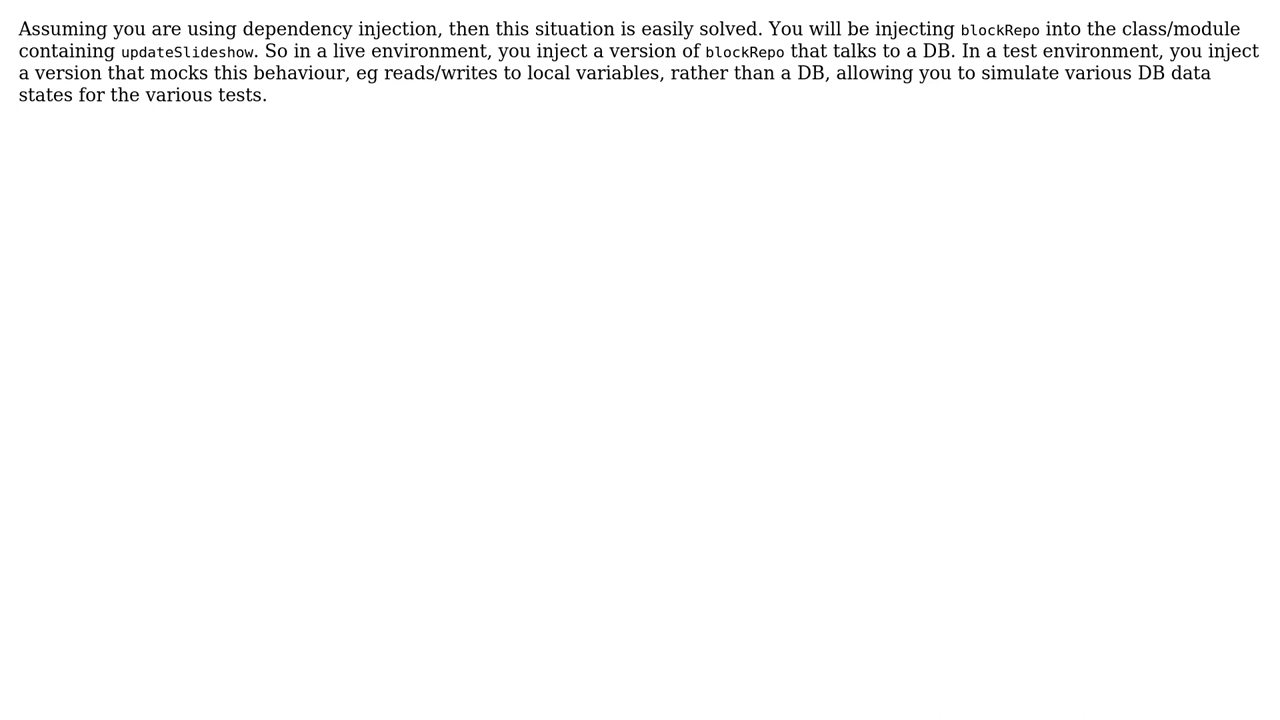 Assuming you are using dependency injection, then this situation is easily solved. You will be injecting blockRepo into the class/module
containing updateSlideshow. So in a live environment, you inject a version of blockRepo that talks to a DB. In a test environment, you inject
a version that mocks this behaviour, eg reads/writes to local variables, rather than a DB, allowing you to simulate various DB data
states for the various tests.